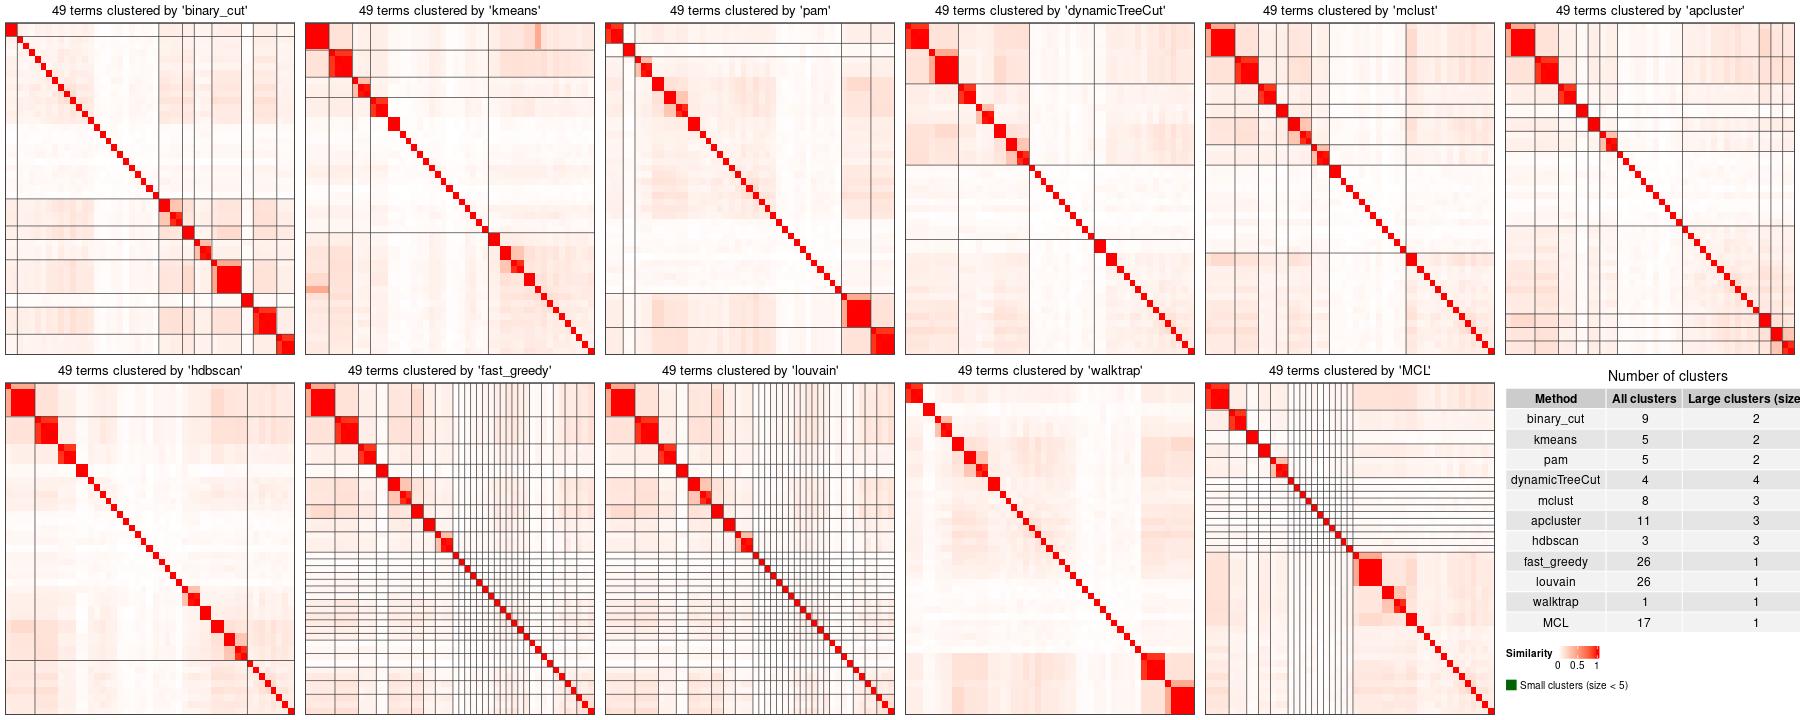 49 terms clustered by 'binary_cut'
49 terms clustered by 'kmeans'
49 terms clustered by 'pam'
49 terms clustered by 'dynamicTreeCut'
49 terms clustered by 'mclust'
49 terms clustered by 'apcluster'
49 terms clustered by 'hdbscan'
49 terms clustered by 'fast_greedy'
49 terms clustered by 'louvain'
49 terms clustered by 'walktrap'
49 terms clustered by 'MCL'
Number of clusters
Method All clusters Large clusters (size
binary_cut 9 2
kmeans 5 2
pam 5 2
dynamicTreeCut 4 4
mclust 8 3
apcluster 11 3
hdbscan 3 3
fast_greedy 26 1
louvain 26 1
walktrap 1 1
MCL 17 1
Similarity
0 0.5 1
Small clusters (size < 5)